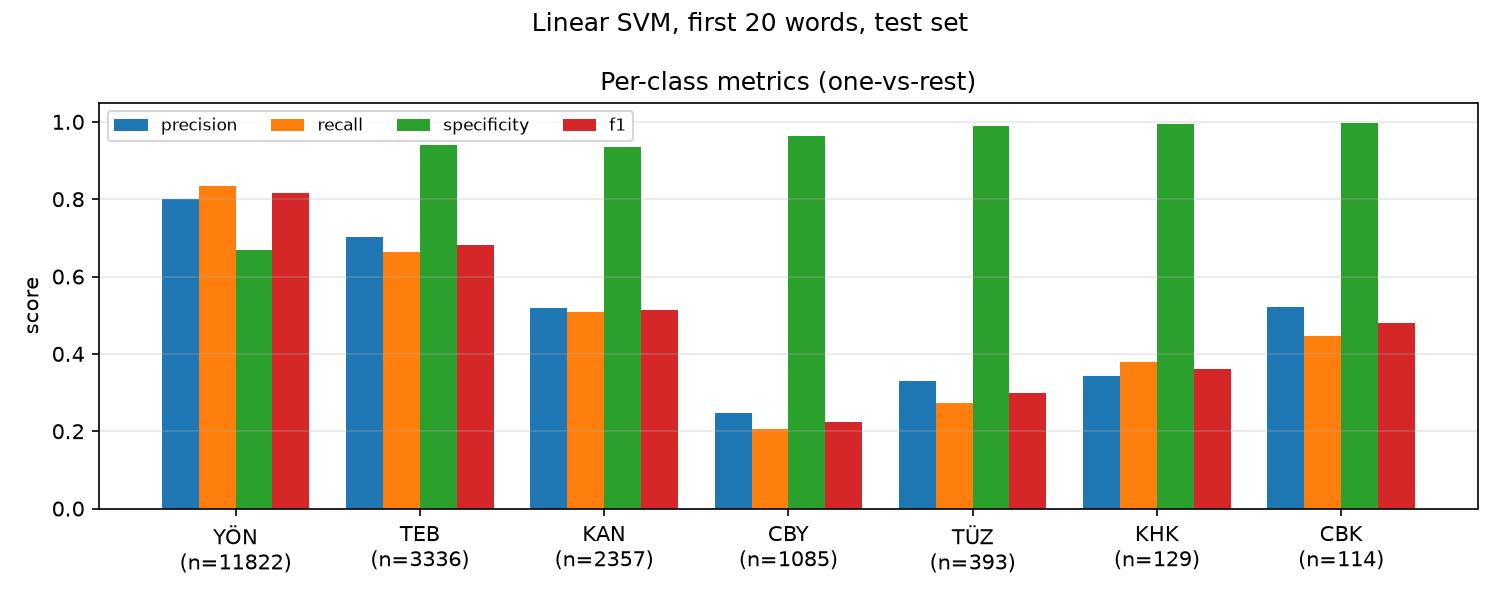 Linear SVM, first 20 words, test set
Per-class metrics (one-vs-rest)
precision recall specificity f1
score
1.0
0.8
0.6
0.4
0.2
0.0
YÖN TEB KAN CBY TÜZ KHK CBK
(n=11822) (n=3336) (n=2357) (n=1085) (n=393) (n=129) (n=114)